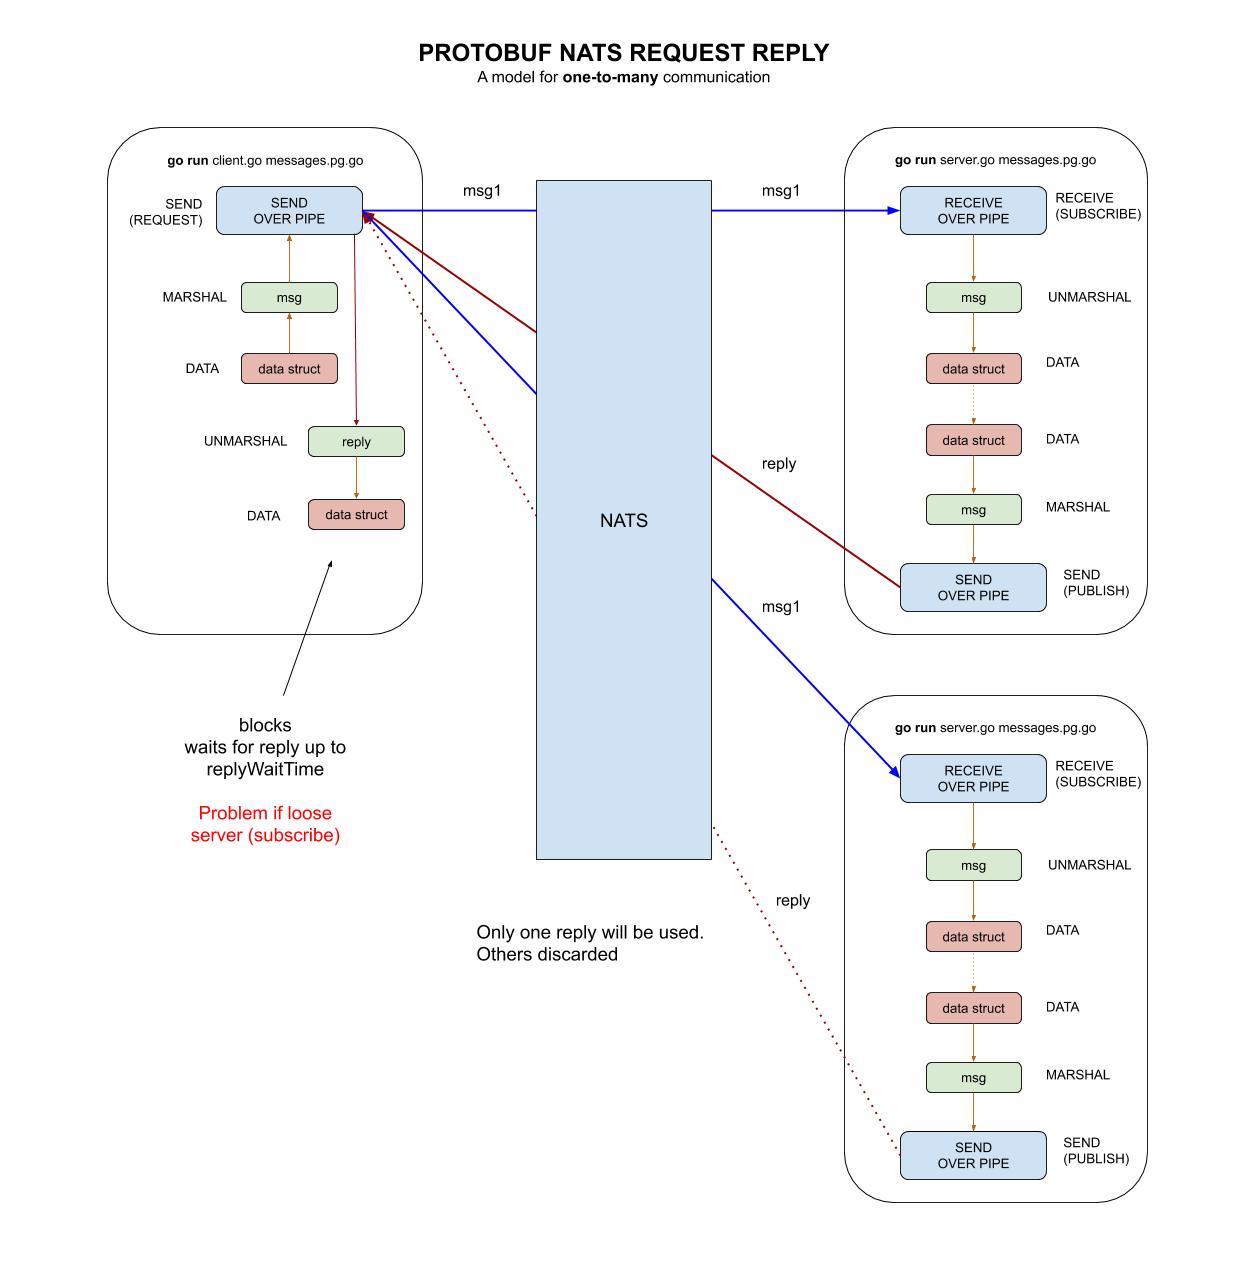 PROTOBUF NATS REQUEST REPLY
A model for one-to-many communication
go run client.go messages.pg.go
SEND
(REQUEST)
SEND
OVER PIPE
MARSHAL
msg
DATA
data struct
UNMARSHAL
reply
DATA
data struct
blocks
waits for reply up to
replyWaitTime
Problem if loose
server (subscribe)
msg1
NATS
msg1
reply
msg1
reply
Only one reply will be used.
Others discarded
go run server.go messages.pg.go
RECEIVE
OVER PIPE
RECEIVE
(SUBSCRIBE)
msg
UNMARSHAL
data struct
DATA
data struct
DATA
msg
MARSHAL
SEND
OVER PIPE
SEND
(PUBLISH)
go run server.go messages.pg.go
RECEIVE
OVER PIPE
RECEIVE
(SUBSCRIBE)
msg
UNMARSHAL
data struct
DATA
data struct
DATA
msg
MARSHAL
SEND
OVER PIPE
SEND
(PUBLISH)